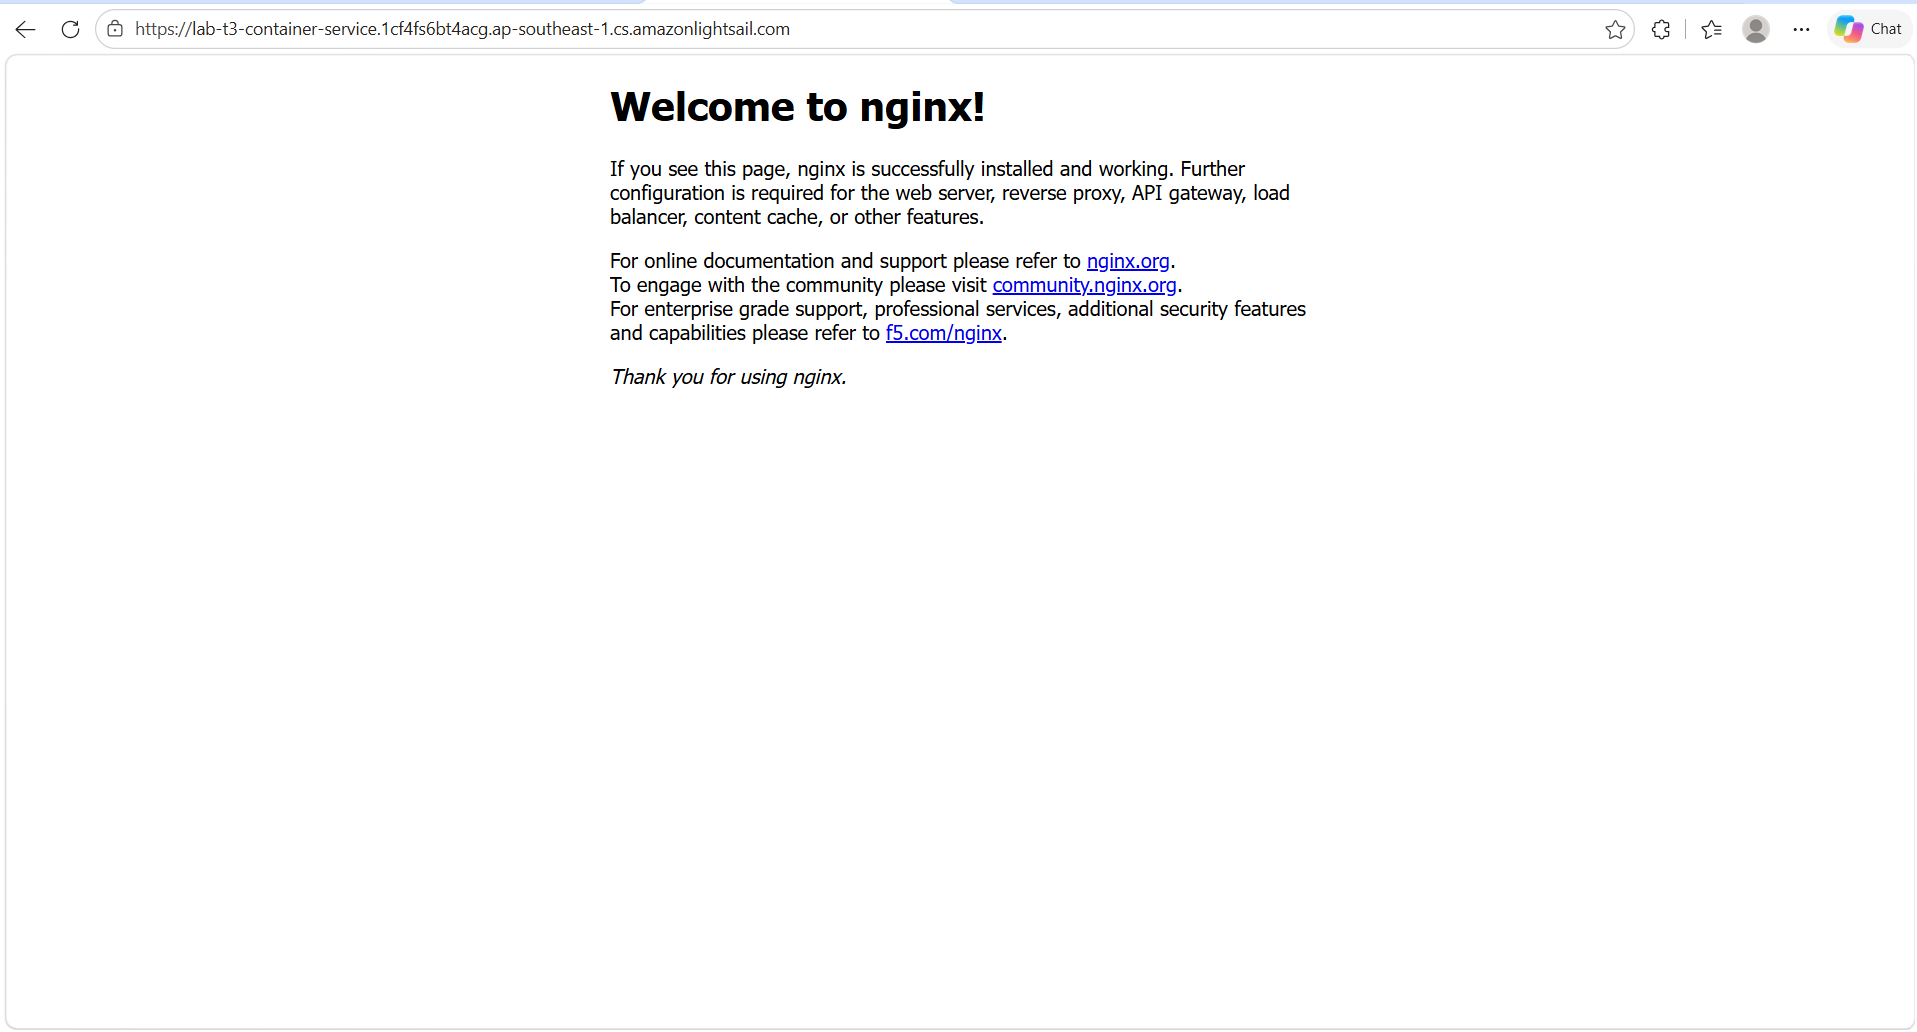 https://lab-t3-container-service.1cf4fs6bt4acg.ap-southeast-1.cs.amazonlightsail.com
Chat
Welcome to nginx!
If you see this page, nginx is successfully installed and working. Further
configuration is required for the web server, reverse proxy, API gateway, load
balancer, content cache, or other features.
For online documentation and support please refer to nginx.org.
To engage with the community please visit community.nginx.org.
For enterprise grade support, professional services, additional security features
and capabilities please refer to f5.com/nginx.
Thank you for using nginx.